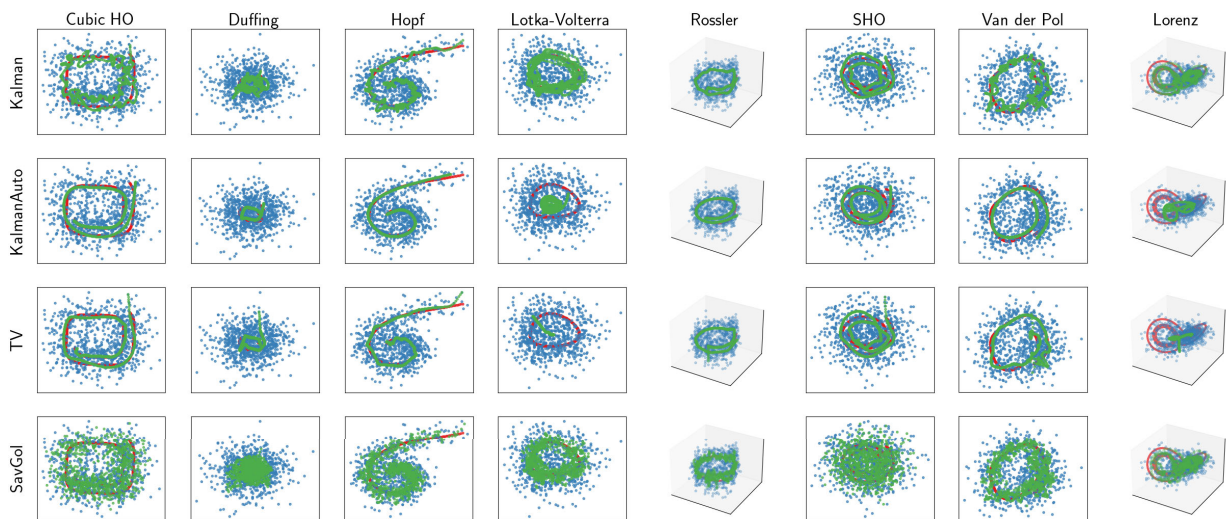 Cubic HO Duffing Hopf Lotka-Volterra Rossler SHO Van der Pol Lorenz
Kalman
KalmanAuto
TV
SavGol